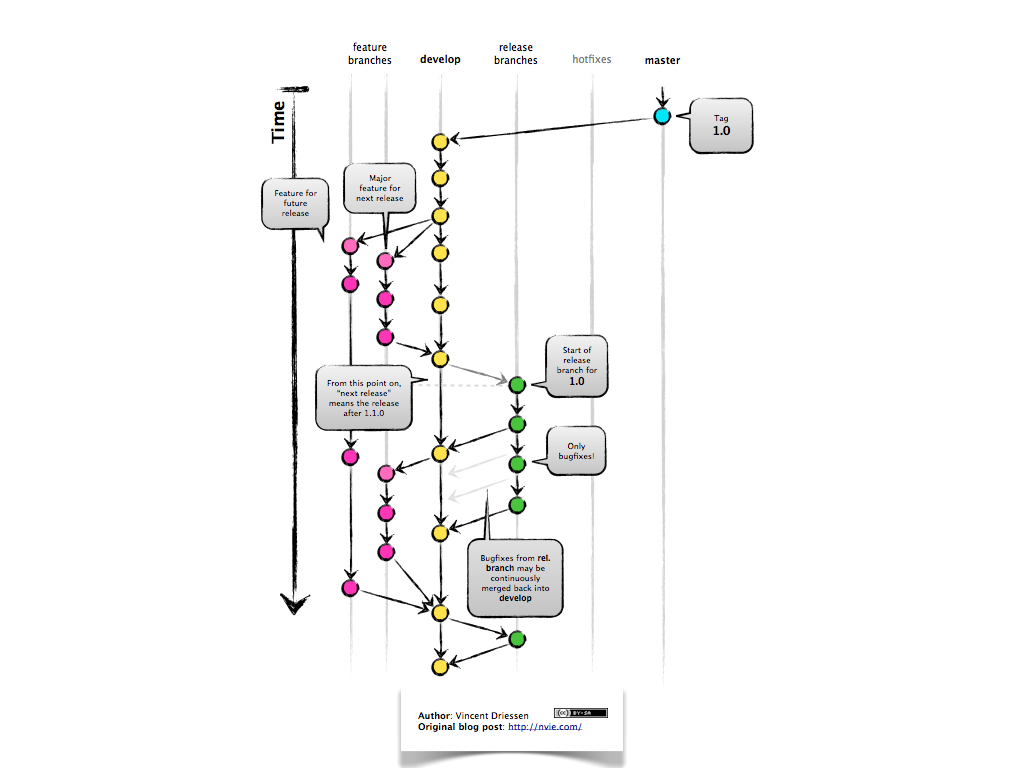 feature
branches
develop
release
branches
hotfixes
master
Time
Tag
1.0
Feature for
future
release
Major
feature for
next release
Start of
release
branch for
1.0
From this point on,
"next release"
means the release
after 1.1.0
Only
bugfixes!
Bugfixes from rel.
branch may be
continuously
merged back into
develop
Author: Vincent Driessen
Original blog post: http://nvie.com/
(cc) BY-SA